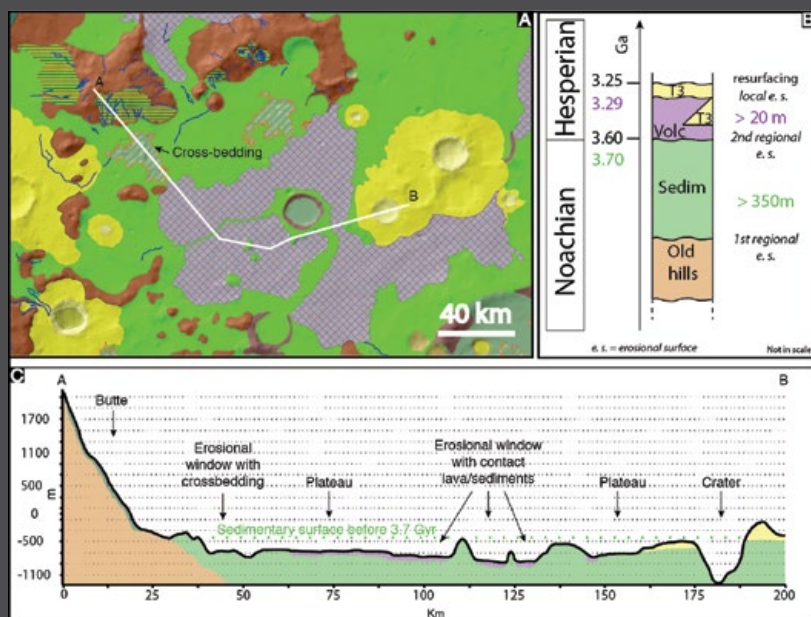 A
A
Cross-bedding
B
40 km
B
Hesperian
Noachian
Ga
3.25
3.29
3.60
3.70
T3
T3
Volc
Sedim
Old
hills
resurfacing
local e. s.
> 20 m
2nd regional
e. s.
> 350m
1st regional
e. s.
e. s. = erosional surface
Not in scale
C
A
B
Butte
Erosional
window with
crossbedding
Plateau
Erosional window
with contact
lava/sediments
Plateau
Crater
Sedimentary surface before 3.7 Gyr
1700
1100
500
m
0
-500
-1100
0
25
50
75
100
125
150
175
200
Km